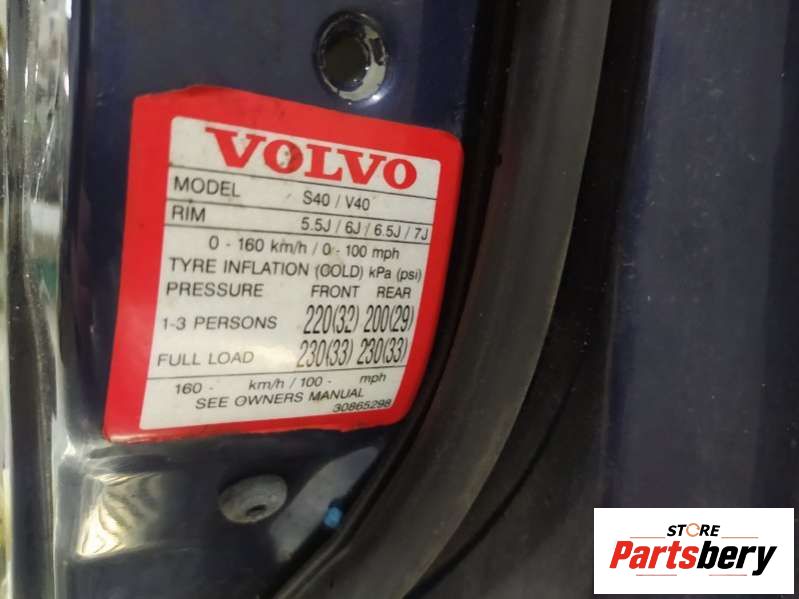 VOLVO
MODEL S40 / V40
RIM 5.5J / 6J / 6.5J / 7J
0 - 160 km/h / 0 - 100 mph
TYRE INFLATION (COLD) kPa (psi)
PRESSURE FRONT REAR
1-3 PERSONS 220(32) 200(29)
FULL LOAD 230(33) 230(33)
160 - km/h / 100 - mph
SEE OWNERS MANUAL
30865298
STORE
Partsbery